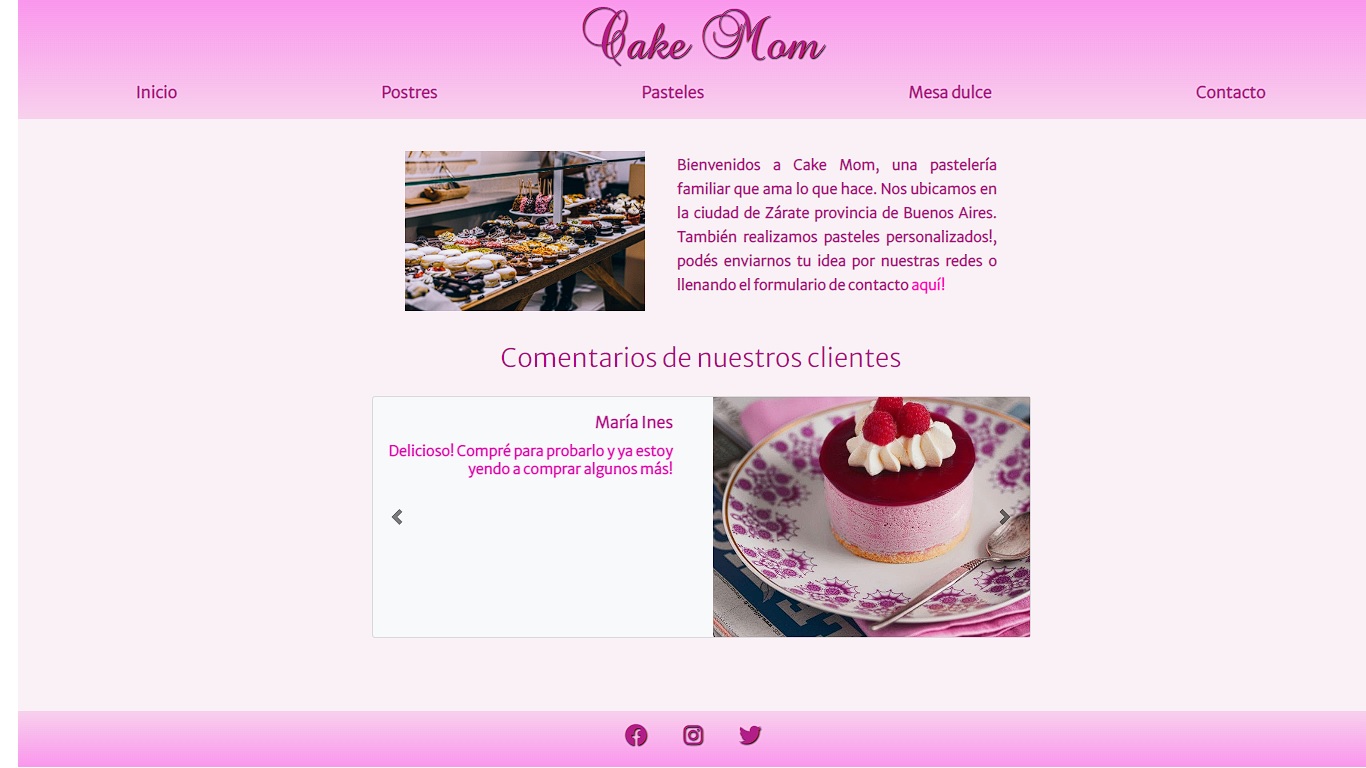 Cake Mom
Inicio Postres Pasteles Mesa dulce Contacto
Bienvenidos a Cake Mom, una pastelería
familiar que ama lo que hace. Nos ubicamos en
la ciudad de Zárate provincia de Buenos Aires.
También realizamos pasteles personalizados!,
podés enviarnos tu idea por nuestras redes o
llenando el formulario de contacto aquí!
Comentarios de nuestros clientes
María Ines
Delicioso! Compré para probarlo y ya estoy
yendo a comprar algunos más!